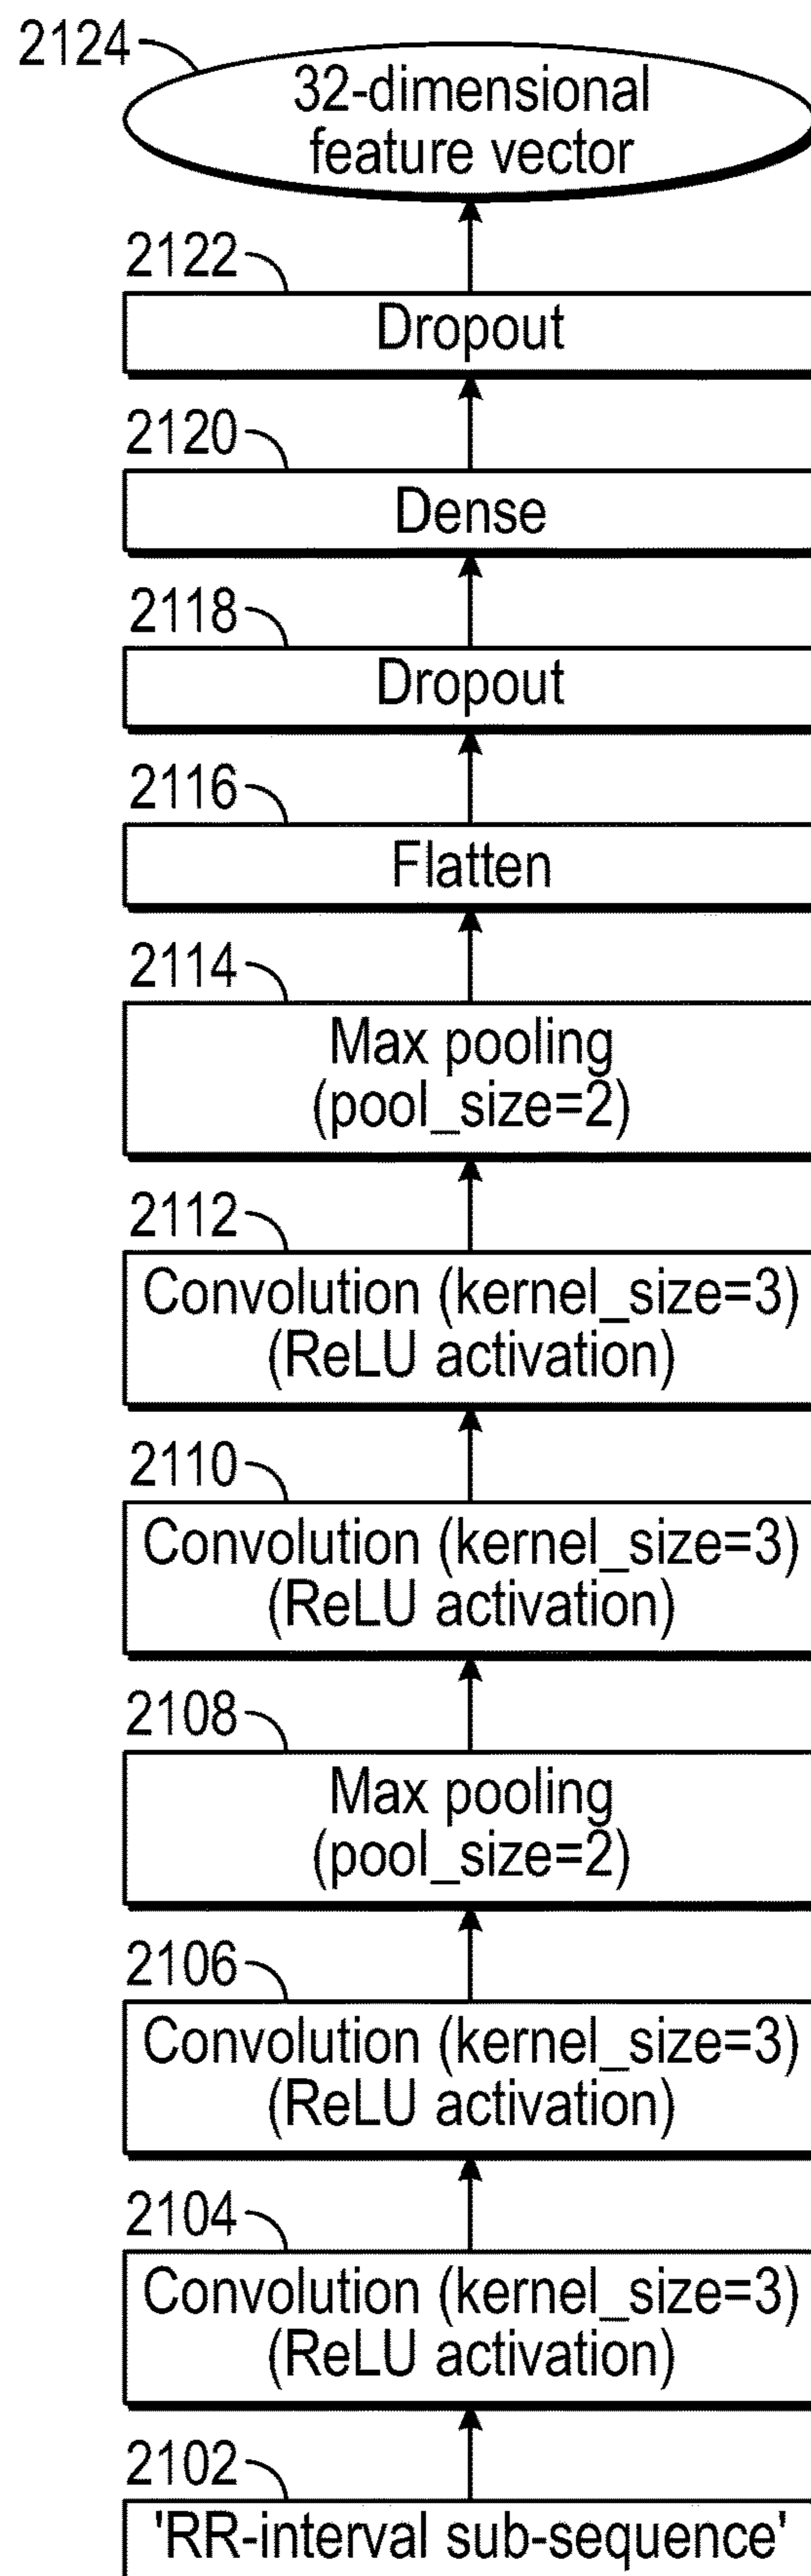 2124
32-dimensional
feature vector
2122
Dropout
2120
Dense
2118
Dropout
2116
Flatten
2114
Max pooling
(pool_size=2)
2112
Convolution (kernel_size=3)
(ReLU activation)
2110
Convolution (kernel_size=3)
(ReLU activation)
2108
Max pooling
(pool_size=2)
2106
Convolution (kernel_size=3)
(ReLU activation)
2104
Convolution (kernel_size=3)
(ReLU activation)
2102
'RR-interval sub-sequence'